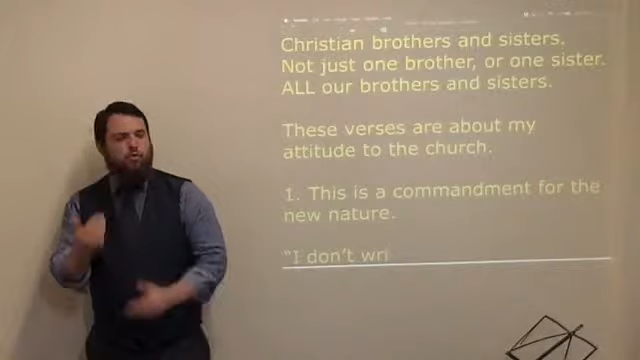 Christian brothers and sisters.
Not just one brother, or one sister.
ALL our brothers and sisters.
These verses are about my
attitude to the church.
1. This is a commandment for the
new nature.
“I don’t wri